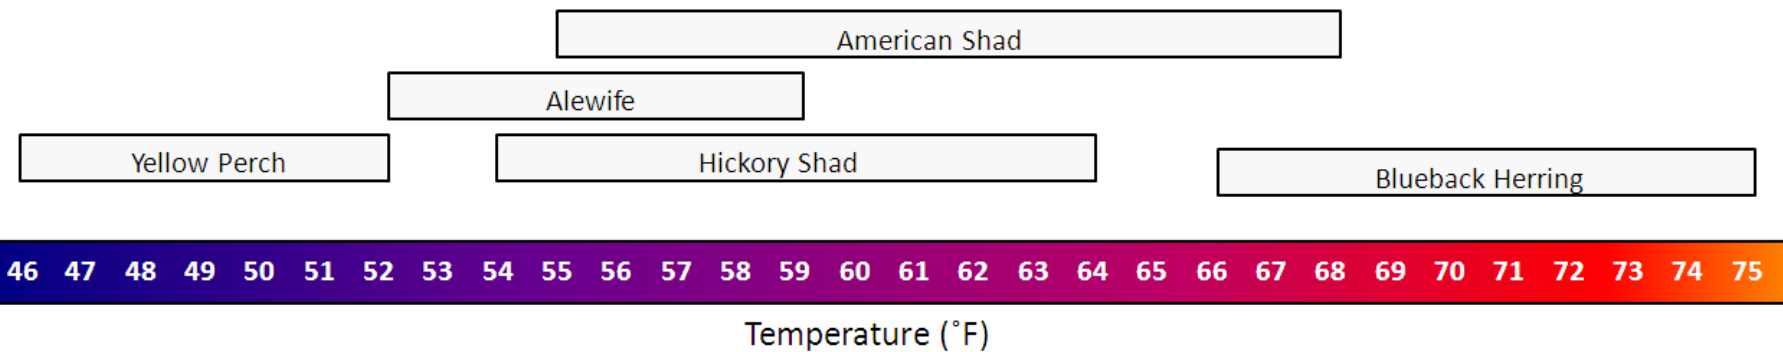 American Shad
Alewife
Yellow Perch
Hickory Shad
Blueback Herring
46 47 48 49 50 51 52 53 54 55 56 57 58 59 60 61 62 63 64 65 66 67 68 69 70 71 72 73 74 75
Temperature (˚F)